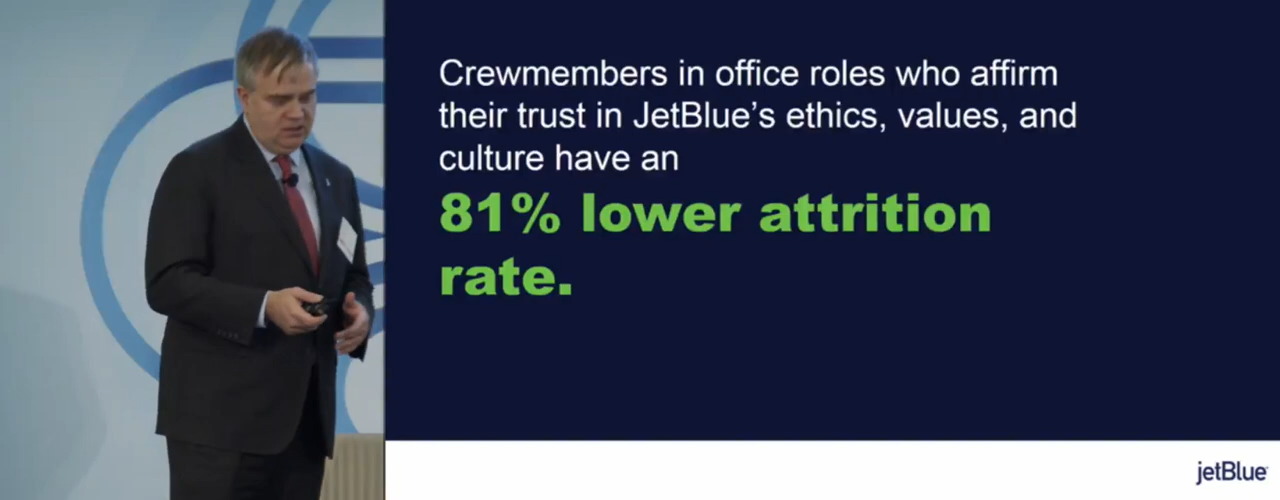 Crewmembers in office roles who affirm
their trust in JetBlue’s ethics, values, and
culture have an
81% lower attrition
rate.
jetBlue